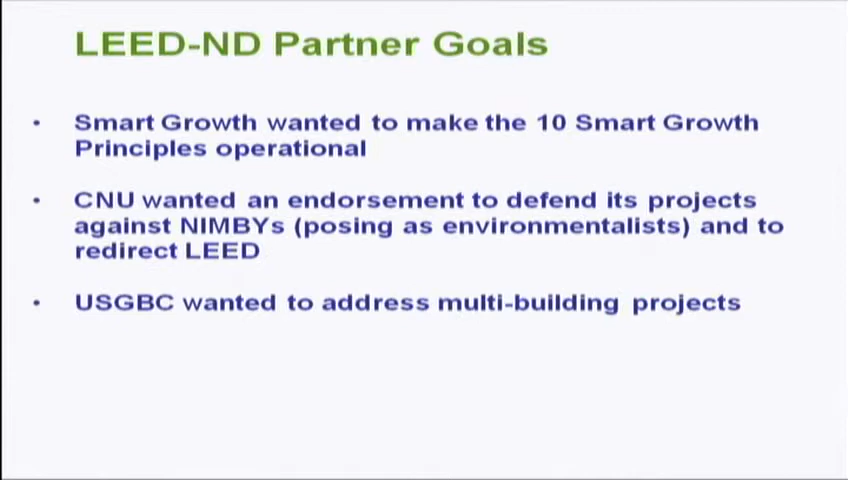 LEED-ND Partner Goals
• Smart Growth wanted to make the 10 Smart Growth
Principles operational
• CNU wanted an endorsement to defend its projects
against NIMBYs (posing as environmentalists) and to
redirect LEED
• USGBC wanted to address multi-building projects